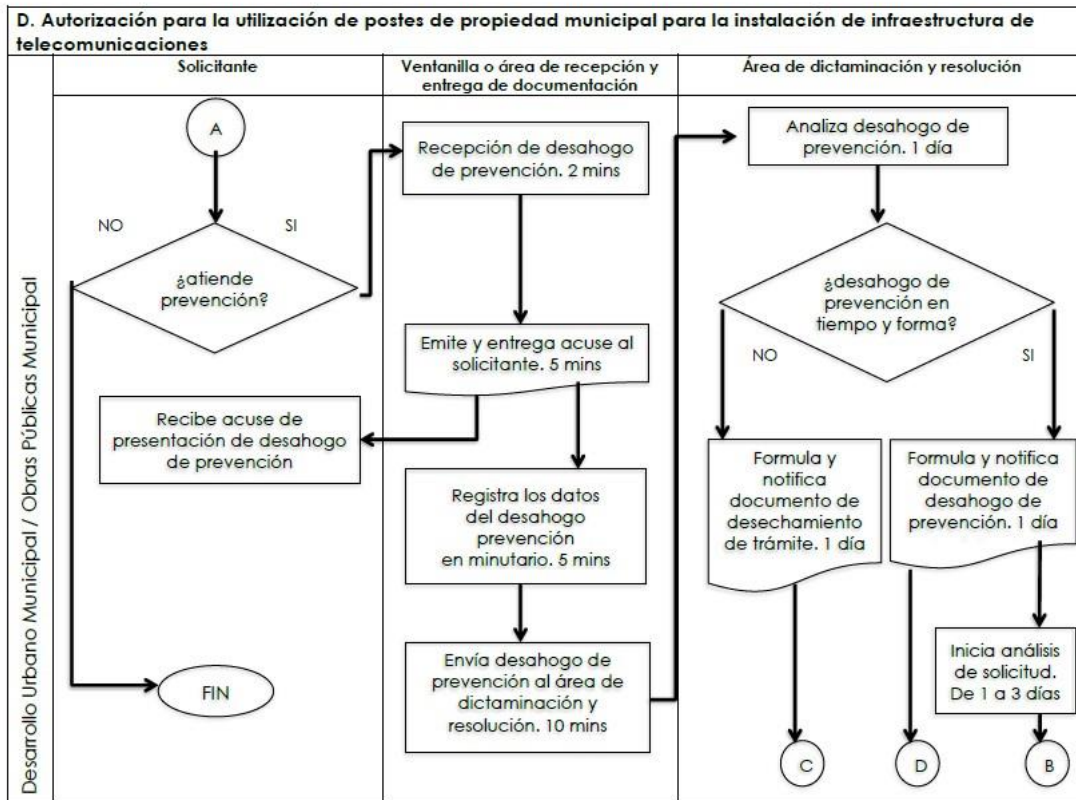 D. Autorización para la utilización de postes de propiedad municipal para la instalación de infraestructura de
telecomunicaciones
Desarrollo Urbano Municipal / Obras Públicas Municipal
Solicitante
A
NO
SI
¿atiende
prevención?
Recibe acuse de
presentación de desahogo
de prevención
FIN
Ventanilla o área de recepción y
entrega de documentación
Recepción de desahogo
de prevención. 2 mins
Emite y entrega acuse al
solicitante. 5 mins
Registra los datos
del desahogo
prevención
en minutario. 5 mins
Envía desahogo de
prevención al área de
dictaminación y
resolución. 10 mins
Área de dictaminación y resolución
Analiza desahogo de
prevención. 1 día
¿desahogo de
prevención en
tiempo y forma?
NO
SI
Formula y
notifica
documento de
desechamiento
de trámite. 1 día
Formula y notifica
documento de
desahogo de
prevención. 1 día
Inicia análisis
de solicitud.
De 1 a 3 días
C
D
B